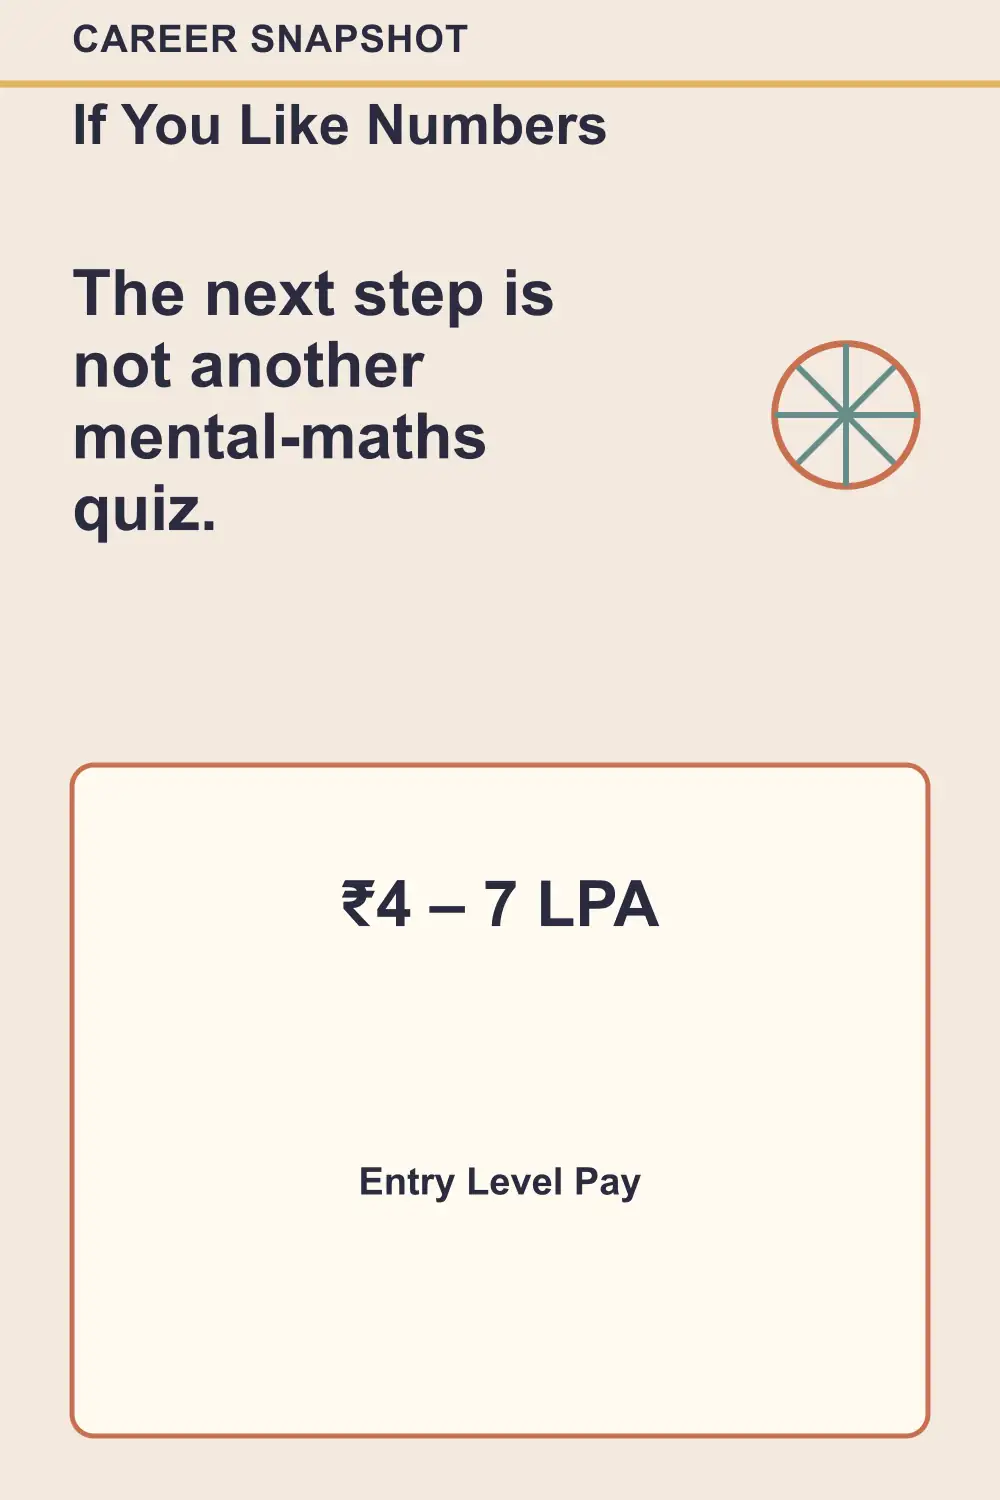 CAREER SNAPSHOT
If You Like Numbers
The next step is
not another
mental-maths
quiz.
₹4 – 7 LPA
Entry Level Pay